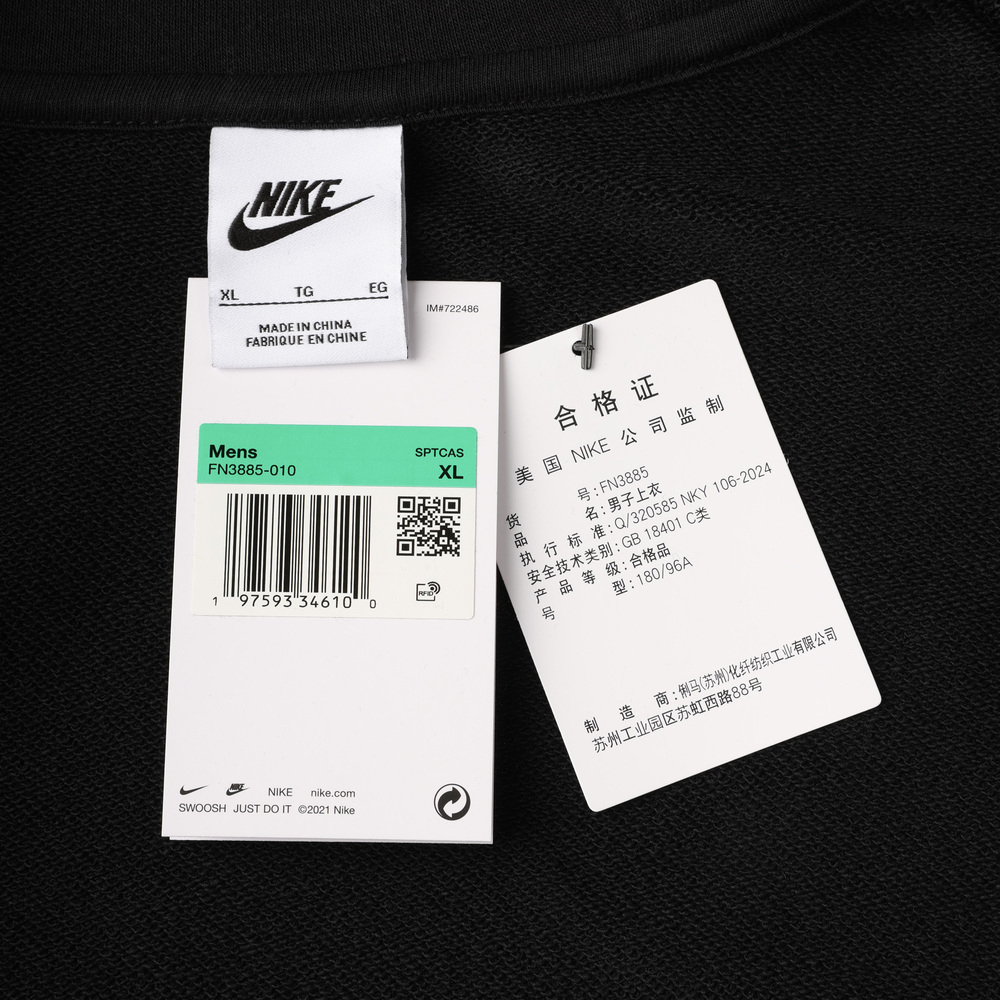 NIKE
XL TG EG
MADE IN CHINA
FABRIQUE EN CHINE
IM#722486
Mens SPTCAS
FN3885-010 XL
1 97593 34610 0
RFID
NIKE NIKE nike.com
SWOOSH JUST DO IT ©2021 Nike
合格证
美国 NIKE 公司监制
货号:FN3885
品名:男子上衣
执行标准:Q/320585 NKY 106-2024
安全技术类别:GB 18401 C类
产品等级:合格品
号型:180/96A
制造商:俐马(苏州)化纤纺织工业有限公司
苏州工业园区苏虹西路88号